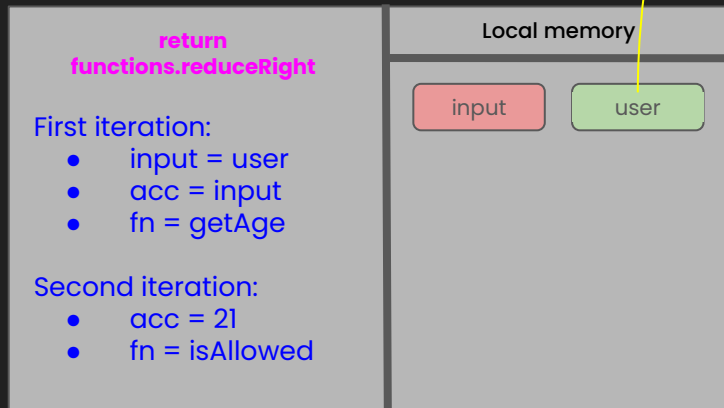 return
functions.reduceRight
First iteration:
● input = user
● acc = input
● fn = getAge
Second iteration:
● acc = 21
● fn = isAllowed
Local memory
input
user